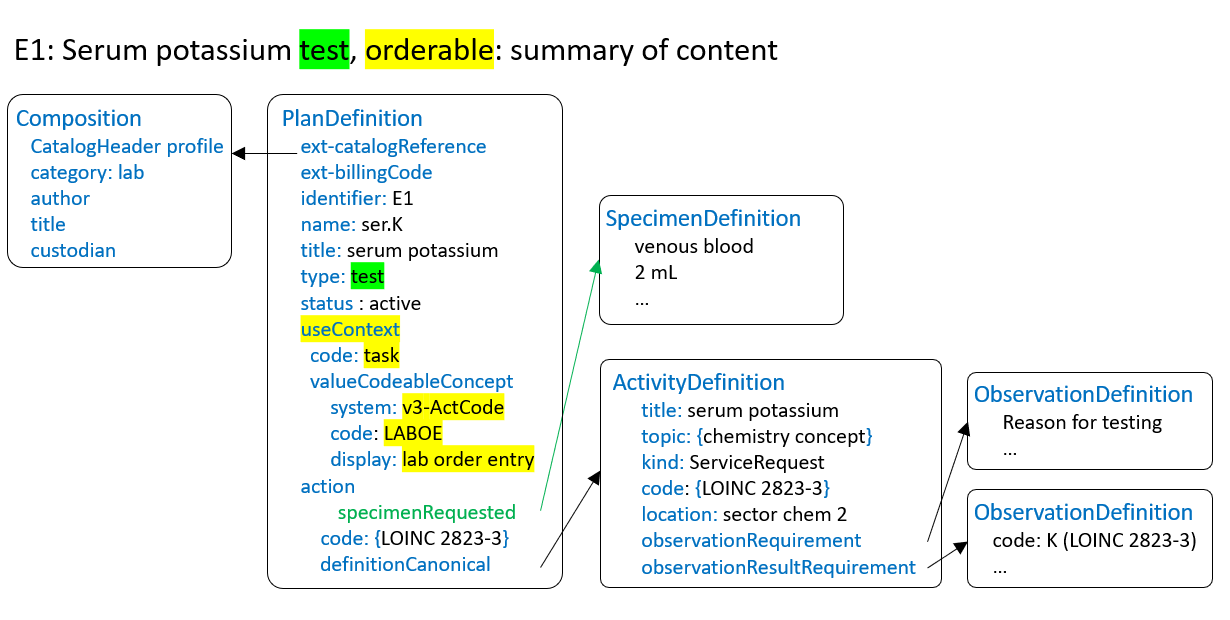 E1: Serum potassium test, orderable: summary of content
Composition
CatalogHeader profile
category: lab
author
title
custodian
PlanDefinition
ext-catalogReference
ext-billingCode
identifier: E1
name: ser.K
title: serum potassium
type: test
status : active
useContext
code: task
valueCodeableConcept
system: v3-ActCode
code: LABOE
display: lab order entry
action
specimenRequested
code: {LOINC 2823-3}
definitionCanonical
SpecimenDefinition
venous blood
2 mL
...
ActivityDefinition
title: serum potassium
topic: {chemistry concept}
kind: ServiceRequest
code: {LOINC 2823-3}
location: sector chem 2
observationRequirement
observationResultRequirement
ObservationDefinition
Reason for testing
...
ObservationDefinition
code: K (LOINC 2823-3)
...